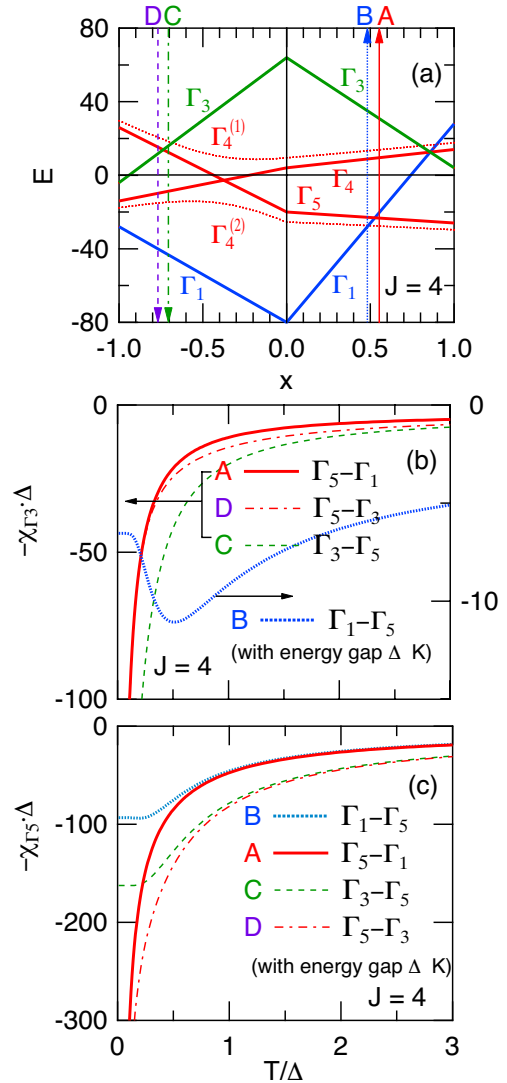 D C B A
80
40
0
-40
-80
E
(a)
Γ3
Γ3
Γ4(1)
Γ4
Γ5
Γ4(2)
Γ1
Γ1
J = 4
-1.0 -0.5 0.0 0.5 1.0
x
0
-50
-100
−χΓ3·Δ
0
-10
(b)
A Γ5−Γ1
D Γ5−Γ3
C Γ3−Γ5
B Γ1−Γ5
(with energy gap Δ K)
J = 4
0
-100
-200
-300
−χΓ5·Δ
(c)
B Γ1−Γ5
A Γ5−Γ1
C Γ3−Γ5
D Γ5−Γ3
(with energy gap Δ K)
J = 4
0 1 2 3
T/Δ